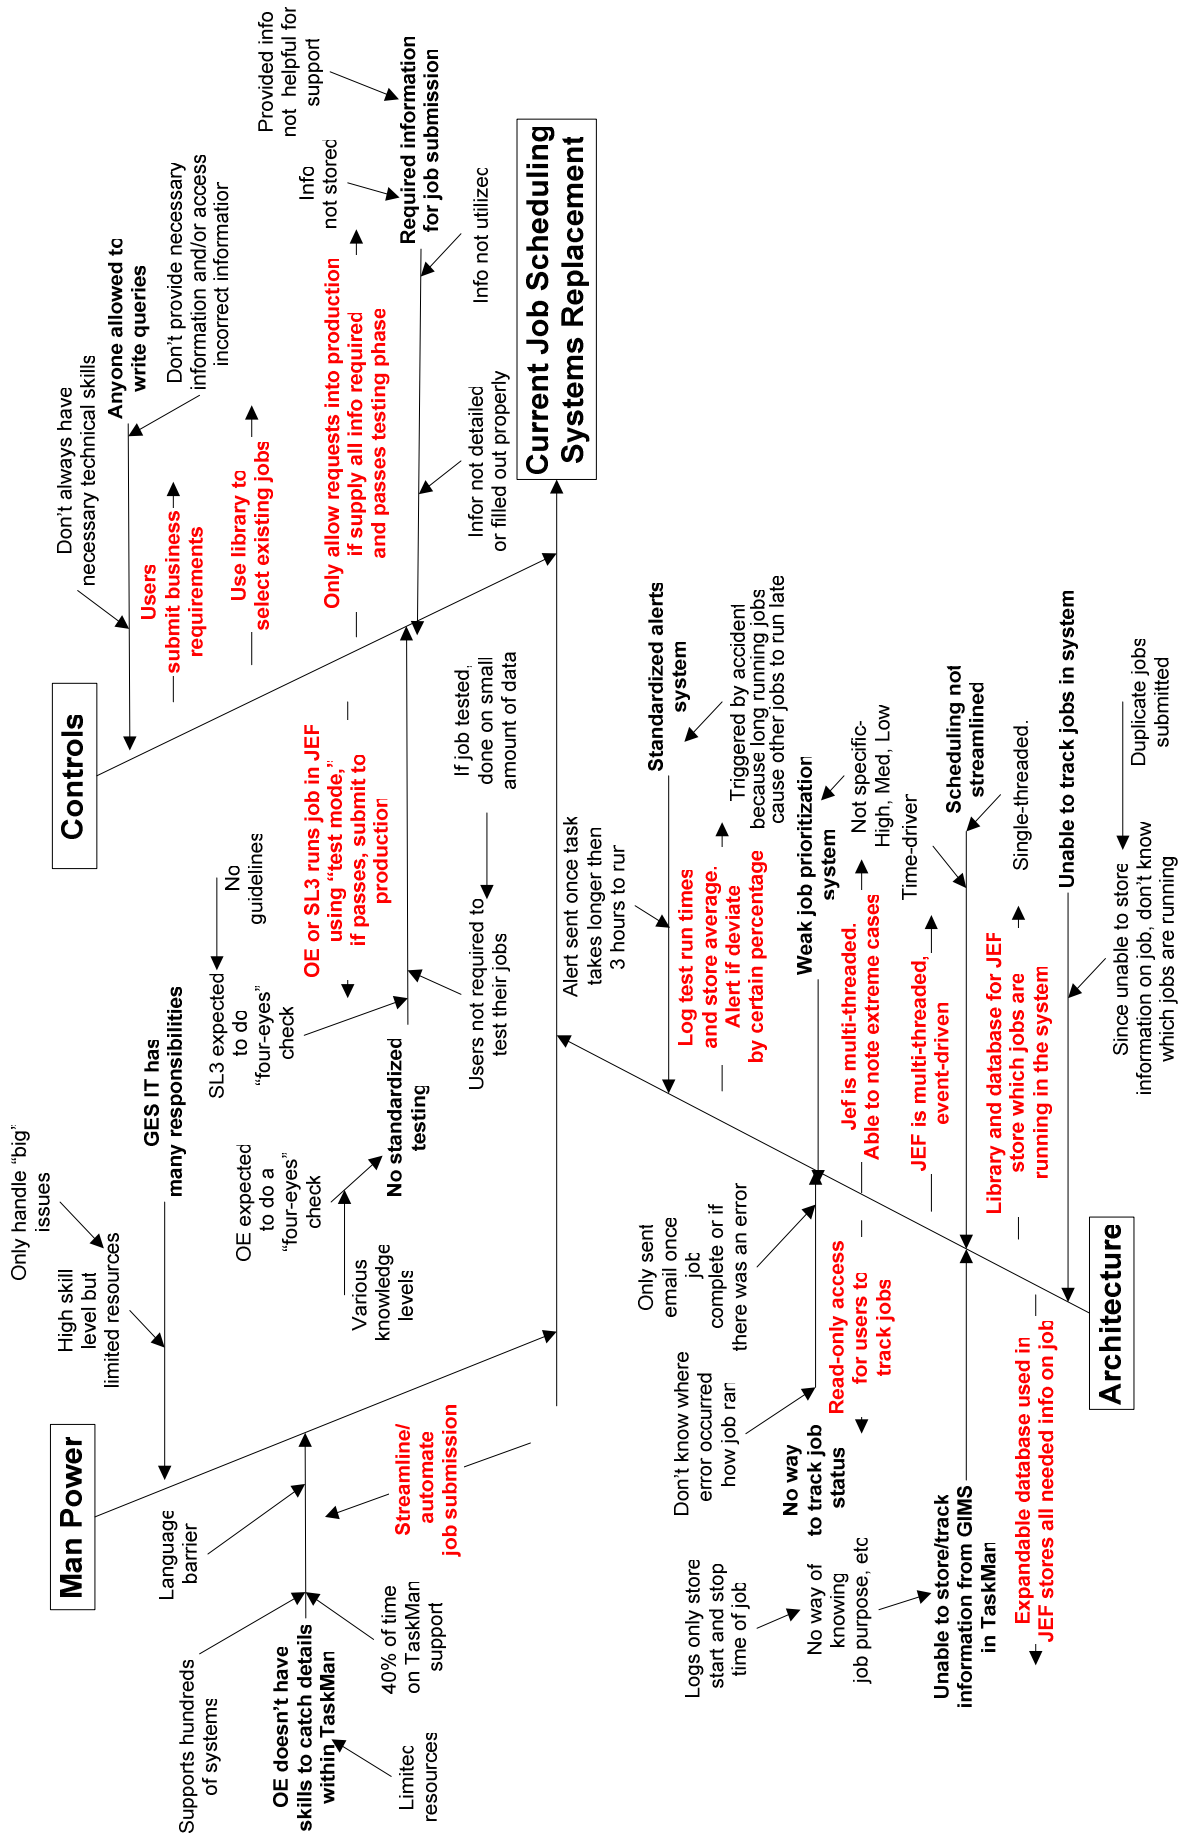 Man Power
Controls
Architecture
Current Job Scheduling
Systems Replacement
Only handle “big”
issues
High skill
level but
limited resources
GES IT has
many responsibilities
Language
barrier
Supports hundreds
of systems
OE doesn’t have
skills to catch details
within TaskMan
40% of time
on TaskMan
support
Limited
resources
Streamline/
automate
job submission
Don’t always have
necessary technical skills
Anyone allowed to
write queries
Don’t provide necessary
information and/or access
incorrect information
Users
submit business
requirements
Use library to
select existing jobs
Provided info
not helpful for
support
Info
not stored
Required information
for job submission
Only allow requests into production
if supply all info required
and passes testing phase
Info not utilized
Infor not detailed
or filled out properly
No
guidelines
SL3 expected
to do
“four-eyes”
check
OE expected
to do a
“four-eyes”
check
Various
knowledge
levels
No standardized
testing
OE or SL3 runs job in JEF
using “test mode,”
if passes, submit to
production
If job tested,
done on small
amount of data
Users not required to
test their jobs
Alert sent once task
takes longer then
3 hours to run
Standardized alerts
system
Triggered by accident
because long running jobs
cause other jobs to run late
Log test run times
and store average.
Alert if deviate
by certain percentage
Weak job prioritization
system
Not specific-
High, Med, Low
Jef is multi-threaded.
Able to note extreme cases
Time-driven
Scheduling not
streamlined
Single-threaded.
JEF is multi-threaded,
event-driven
Library and database for JEF
store which jobs are
running in the system
Unable to track jobs in system
Duplicate jobs
submitted
Since unable to store
information on job, don’t know
which jobs are running
Only sent
email once
job
complete or if
there was an error
Don’t know where
error occurred
how job ran
No way
to track job
status
Read-only access
for users to
track jobs
Logs only store
start and stop
time of job
No way of
knowing
job purpose, etc
Unable to store/track
information from GIMS
in TaskMan
Expandable database used in
JEF stores all needed info on job